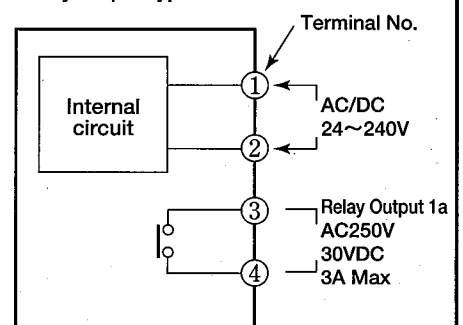 Terminal No.
Internal
circuit
1
2
AC/DC
24~240V
3
4
Relay Output 1a
AC250V
30VDC
3A Max